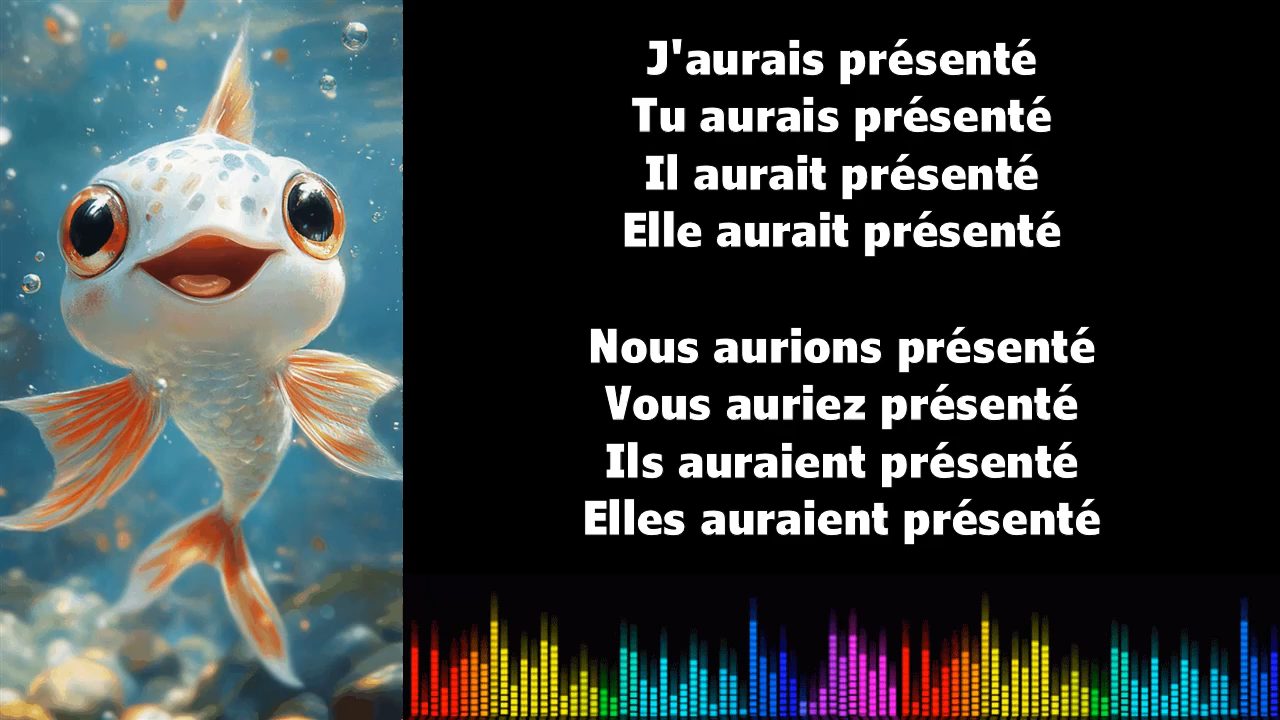 J'aurais présenté
Tu aurais présenté
Il aurait présenté
Elle aurait présenté
Nous aurions présenté
Vous auriez présenté
Ils auraient présenté
Elles auraient présenté